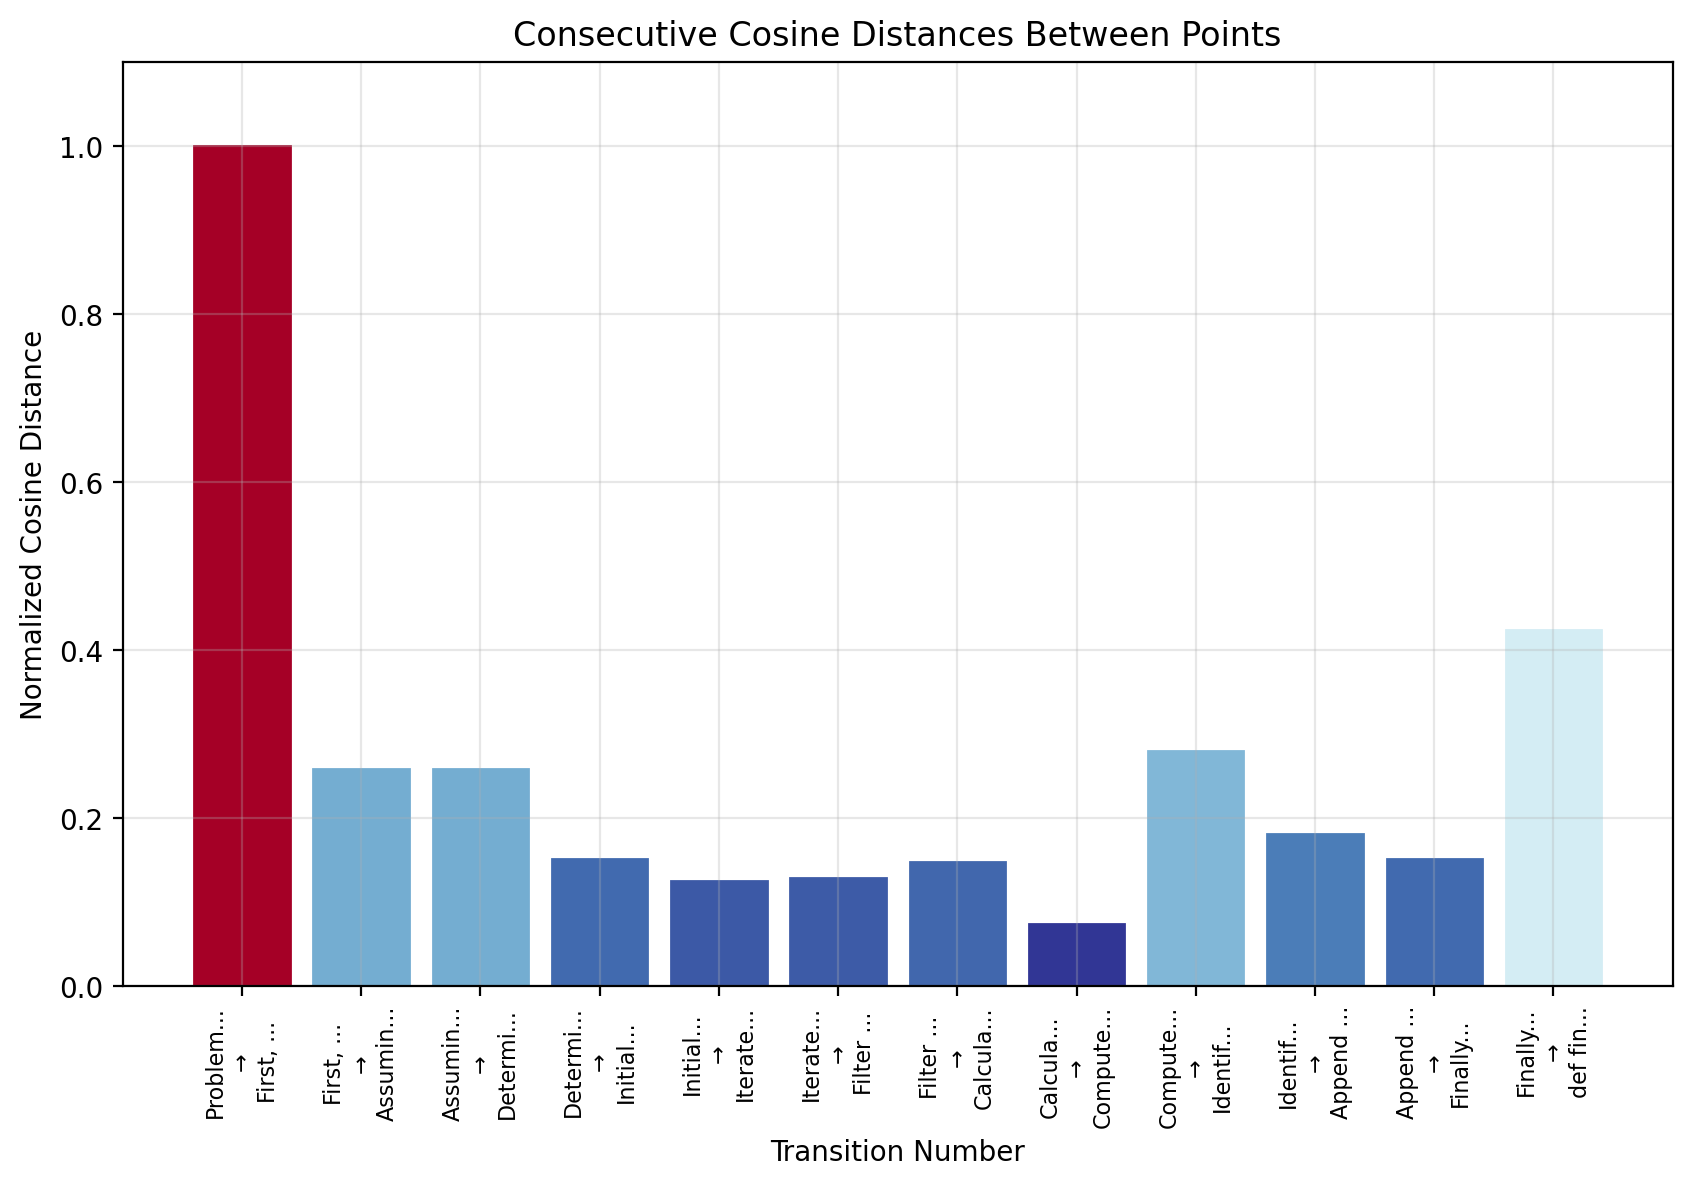 Consecutive Cosine Distances Between Points
Normalized Cosine Distance
1.0
0.8
0.6
0.4
0.2
0.0
Problem...
→
First, ...
First, ...
→
Assumin...
Assumin...
→
Determi...
Determi...
→
Initial...
Initial...
→
Iterate...
Iterate...
→
Filter ...
Filter ...
→
Calcula...
Calcula...
→
Compute...
Compute...
→
Identif...
Identif...
→
Append ...
Append ...
→
Finally...
Finally...
→
def fin...
Transition Number